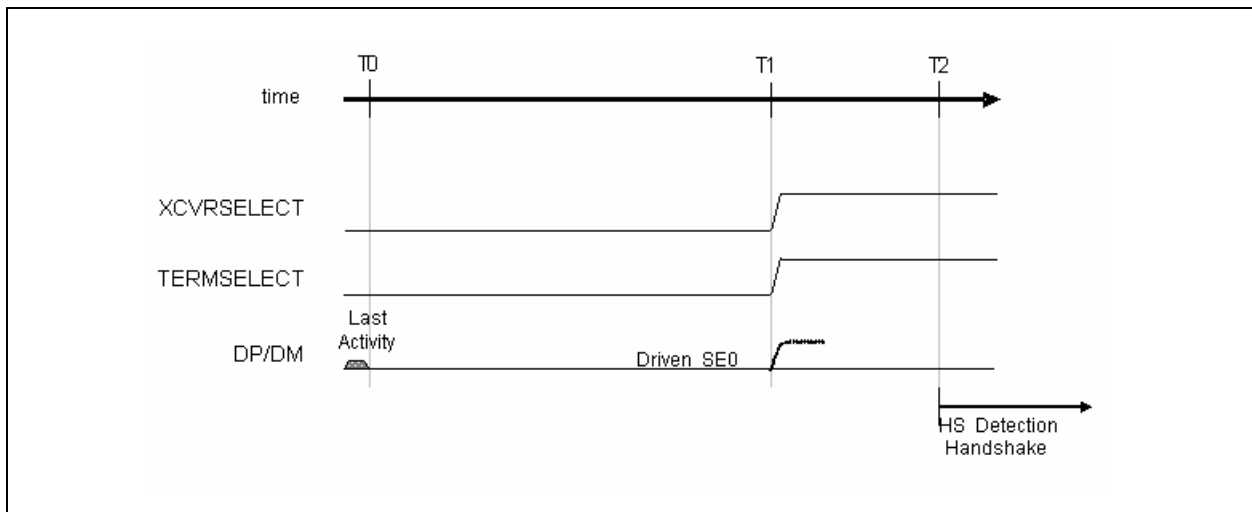 T0
T1
T2
time
XCVRSELECT
TERMSELECT
Last
Activity
DP/DM
Driven SE0
HS Detection
Handshake